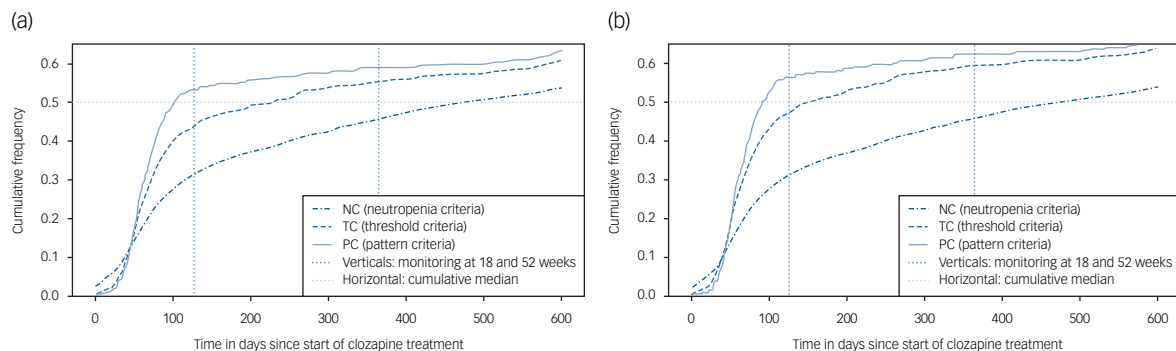 (a)
Cumulative frequency
0.6
0.5
0.4
0.3
0.2
0.1
0.0
NC (neutropenia criteria)
TC (threshold criteria)
PC (pattern criteria)
Verticals: monitoring at 18 and 52 weeks
Horizontal: cumulative median
0 100 200 300 400 500 600
Time in days since start of clozapine treatment
(b)
Cumulative frequency
0.6
0.5
0.4
0.3
0.2
0.1
0.0
NC (neutropenia criteria)
TC (threshold criteria)
PC (pattern criteria)
Verticals: monitoring at 18 and 52 weeks
Horizontal: cumulative median
0 100 200 300 400 500 600
Time in days since start of clozapine treatment